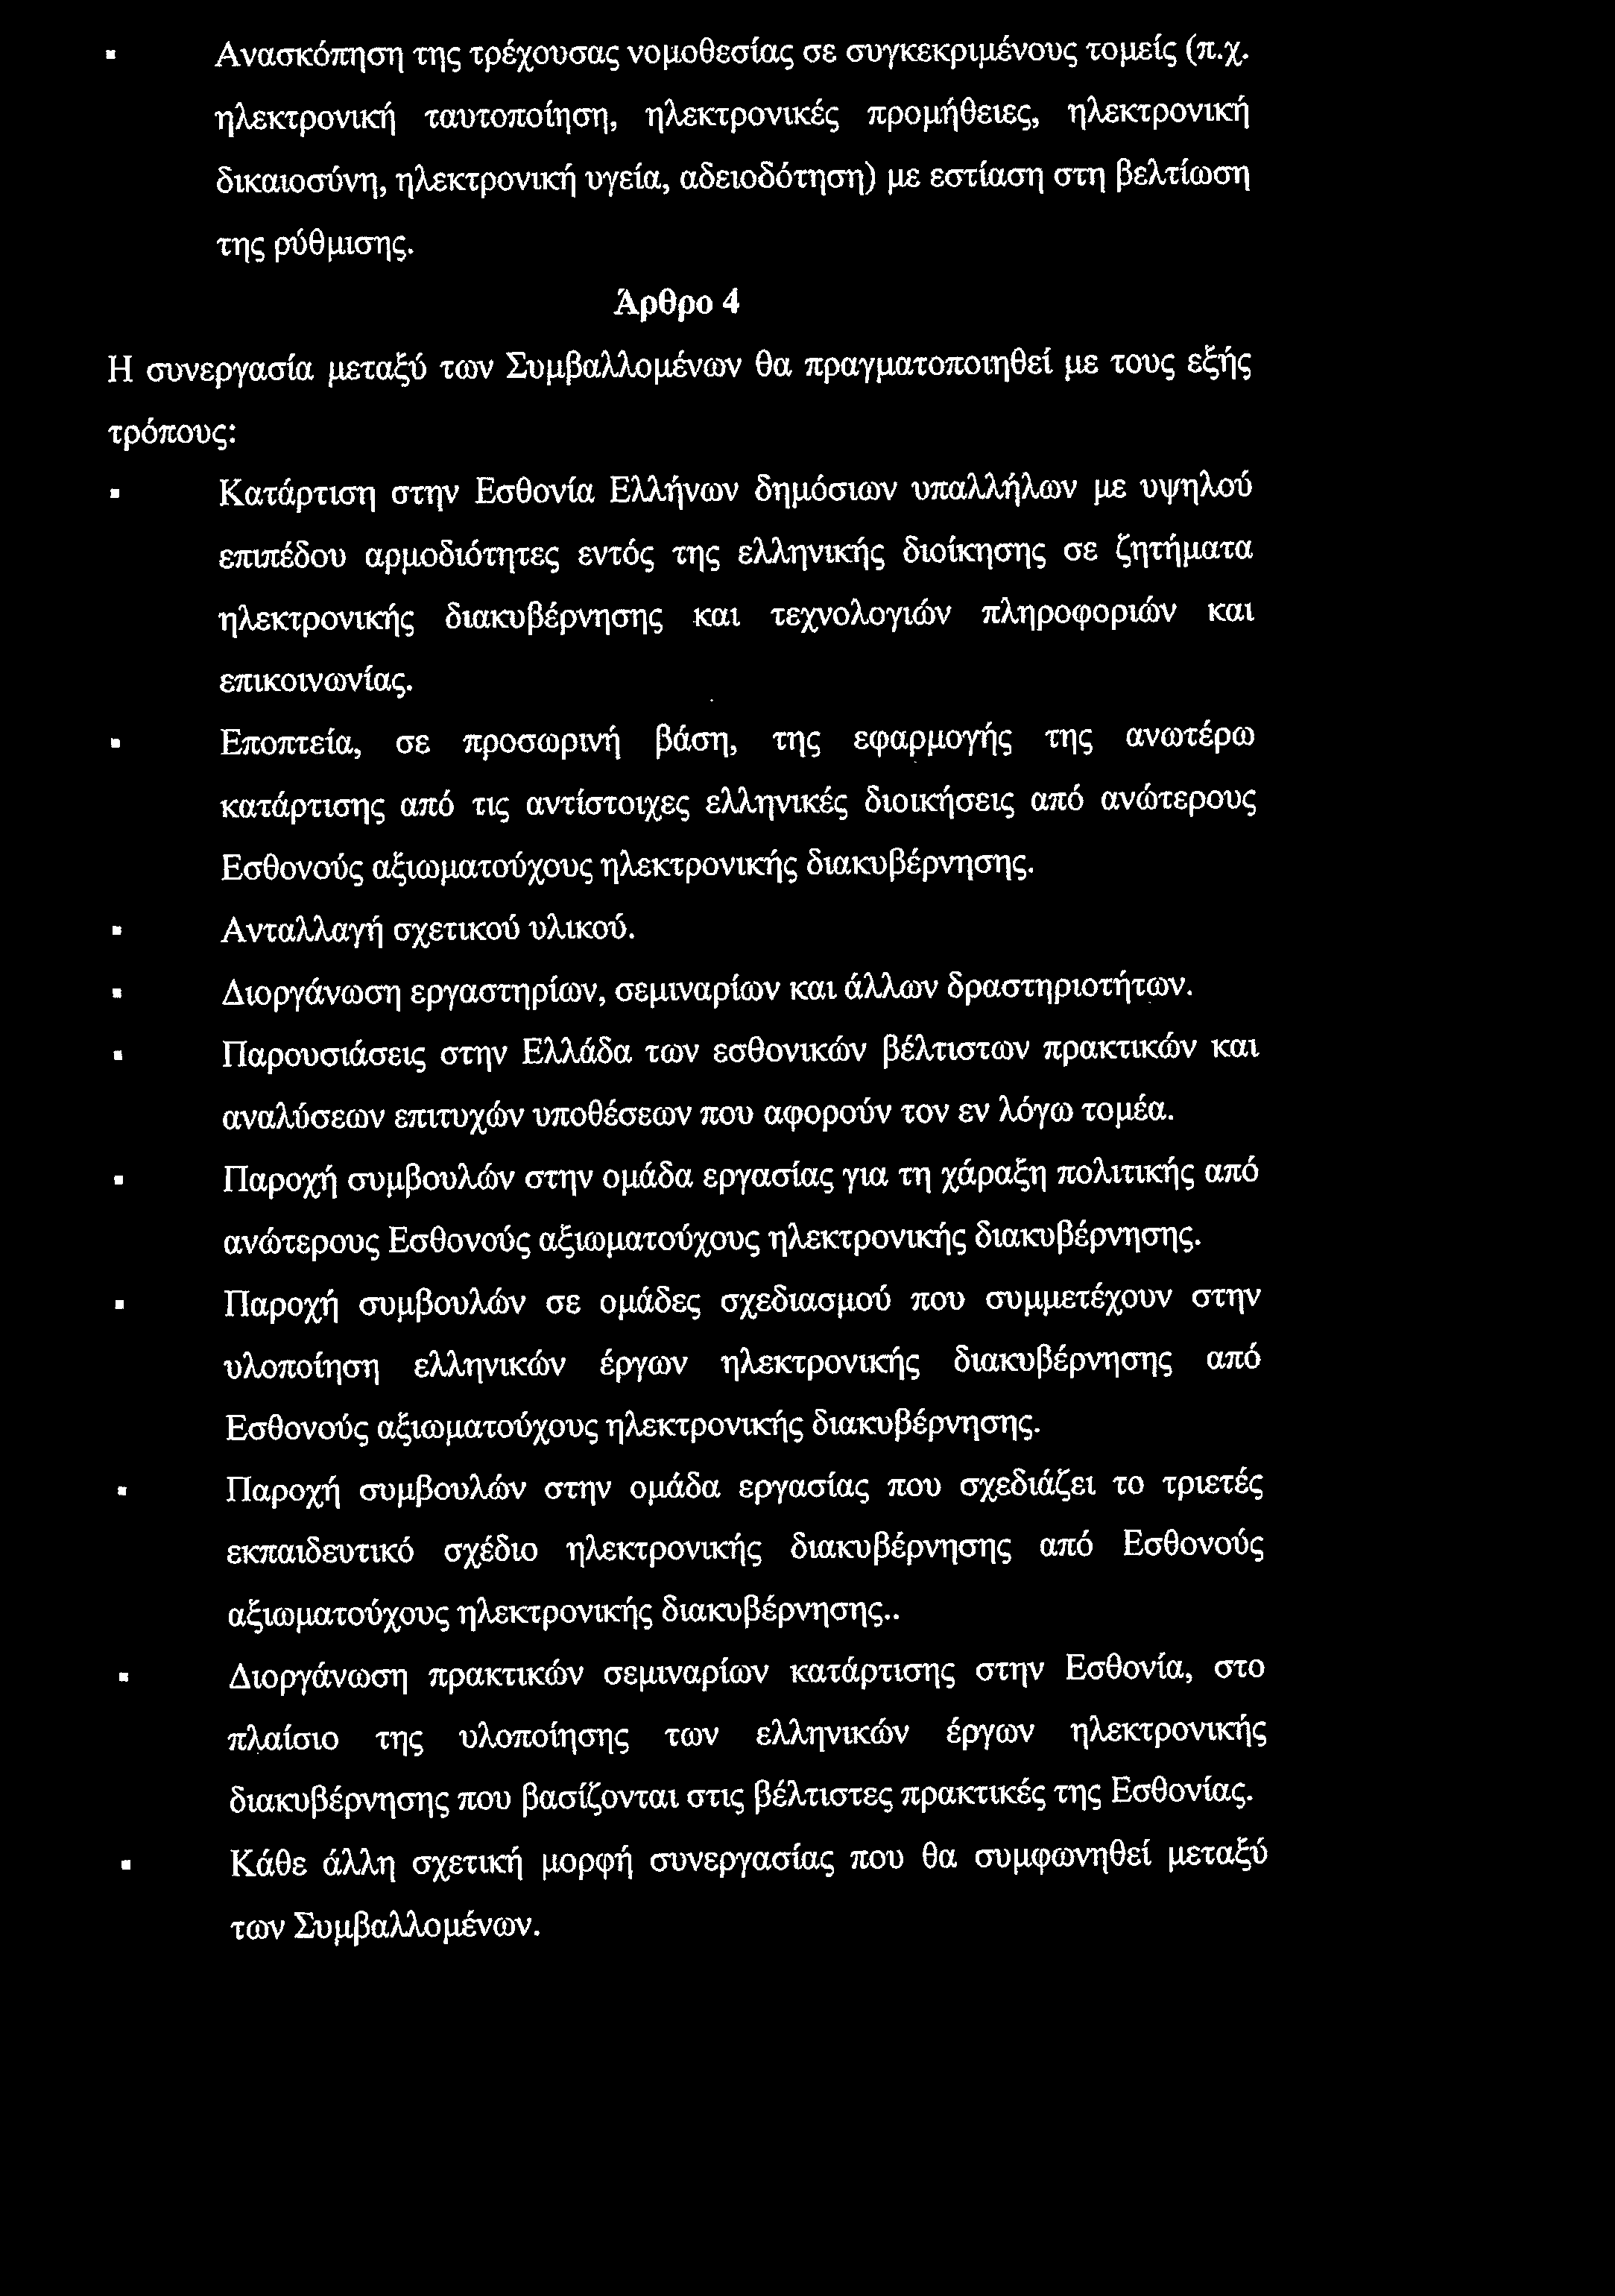 ▪ Ανασκόπηση της τρέχουσας νομοθεσίας σε συγκεκριμένους τομείς (π.χ.
ηλεκτρονική ταυτοποίηση, ηλεκτρονικές προμήθειες, ηλεκτρονική
δικαιοσύνη, ηλεκτρονική υγεία, αδειοδότηση) με εστίαση στη βελτίωση
της ρύθμισης.
Άρθρο 4
Η συνεργασία μεταξύ των Συμβαλλομένων θα πραγματοποιηθεί με τους εξής
τρόπους:
▪ Κατάρτιση στην Εσθονία Ελλήνων δημόσιων υπαλλήλων με υψηλού
επιπέδου αρμοδιότητες εντός της ελληνικής διοίκησης σε ζητήματα
ηλεκτρονικής διακυβέρνησης και τεχνολογιών πληροφοριών και
επικοινωνίας.
▪ Εποπτεία, σε προσωρινή βάση, της εφαρμογής της ανωτέρω
κατάρτισης από τις αντίστοιχες ελληνικές διοικήσεις από ανώτερους
Εσθονούς αξιωματούχους ηλεκτρονικής διακυβέρνησης.
▪ Ανταλλαγή σχετικού υλικού.
▪ Διοργάνωση εργαστηρίων, σεμιναρίων και άλλων δραστηριοτήτων.
▪ Παρουσιάσεις στην Ελλάδα των εσθονικών βέλτιστων πρακτικών και
αναλύσεων επιτυχών υποθέσεων που αφορούν τον εν λόγω τομέα.
▪ Παροχή συμβουλών στην ομάδα εργασίας για τη χάραξη πολιτικής από
ανώτερους Εσθονούς αξιωματούχους ηλεκτρονικής διακυβέρνησης.
▪ Παροχή συμβουλών σε ομάδες σχεδιασμού που συμμετέχουν στην
υλοποίηση ελληνικών έργων ηλεκτρονικής διακυβέρνησης από
Εσθονούς αξιωματούχους ηλεκτρονικής διακυβέρνησης.
▪ Παροχή συμβουλών στην ομάδα εργασίας που σχεδιάζει το τριετές
εκπαιδευτικό σχέδιο ηλεκτρονικής διακυβέρνησης από Εσθονούς
αξιωματούχους ηλεκτρονικής διακυβέρνησης..
▪ Διοργάνωση πρακτικών σεμιναρίων κατάρτισης στην Εσθονία, στο
πλαίσιο της υλοποίησης των ελληνικών έργων ηλεκτρονικής
διακυβέρνησης που βασίζονται στις βέλτιστες πρακτικές της Εσθονίας.
▪ Κάθε άλλη σχετική μορφή συνεργασίας που θα συμφωνηθεί μεταξύ
των Συμβαλλομένων.